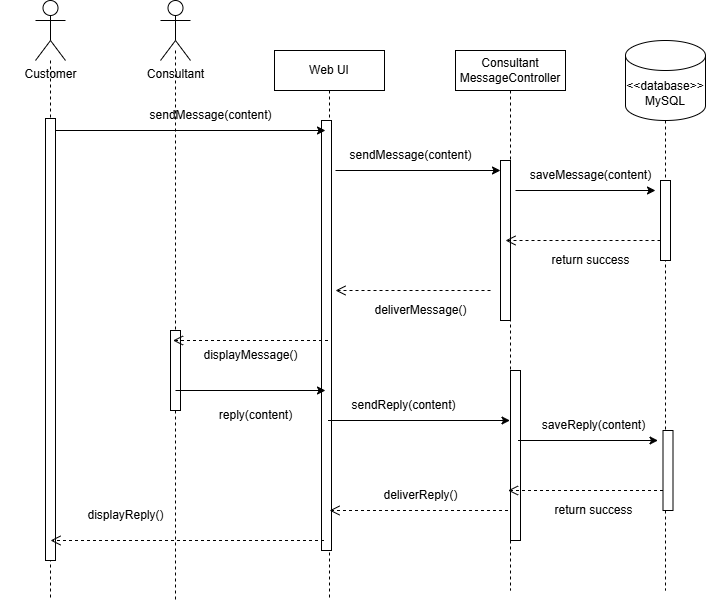 Customer
Consultant
Web UI
Consultant
MessageController
<<database>>
MySQL
sendMessage(content)
sendMessage(content)
saveMessage(content)
return success
deliverMessage()
displayMessage()
reply(content)
sendReply(content)
saveReply(content)
deliverReply()
return success
displayReply()